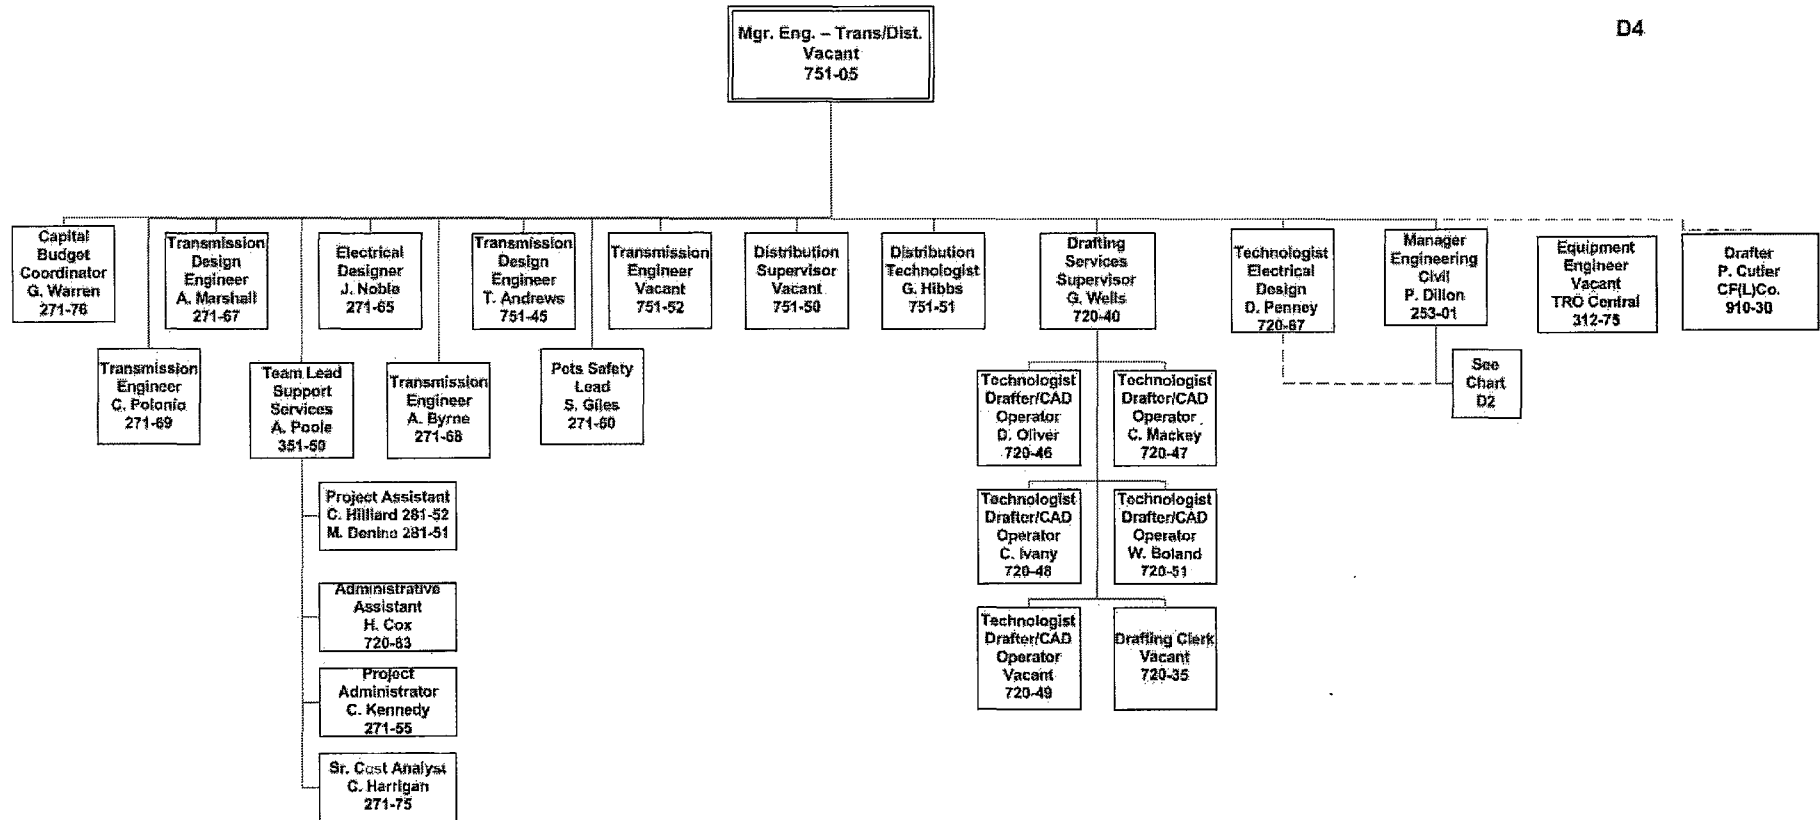 D4
Mgr. Eng. – Trans/Dist.
Vacant
751-05
Capital
Budget
Coordinator
G. Warren
271-76
Transmission
Design
Engineer
A. Marshall
271-67
Electrical
Designer
J. Noble
271-65
Transmission
Design
Engineer
T. Andrews
751-45
Transmission
Engineer
Vacant
751-52
Distribution
Supervisor
Vacant
751-50
Distribution
Technologist
G. Hibbs
751-51
Drafting
Services
Supervisor
G. Wells
720-40
Technologist
Electrical
Design
D. Penney
720-67
Manager
Engineering
Civil
P. Dillon
253-01
Equipment
Engineer
Vacant
TRO Central
312-75
Drafter
P. Cutler
CF(L)Co.
910-30
Transmission
Engineer
C. Polonio
271-69
Team Lead
Support
Services
A. Poole
351-50
Transmission
Engineer
A. Byrne
271-68
Pets Safety
Lead
S. Giles
271-60
See
Chart
D2
Technologist
Drafter/CAD
Operator
D. Oliver
720-46
Technologist
Drafter/CAD
Operator
C. Mackey
720-47
Project Assistant
C. Hilliard 281-52
M. Denine 281-51
Technologist
Drafter/CAD
Operator
C. Ivany
720-48
Technologist
Drafter/CAD
Operator
W. Boland
720-51
Administrative
Assistant
H. Cox
720-83
Technologist
Drafter/CAD
Operator
Vacant
720-49
Drafting Clerk
Vacant
720-35
Project
Administrator
C. Kennedy
271-55
Sr. Cost Analyst
C. Harrigan
271-75